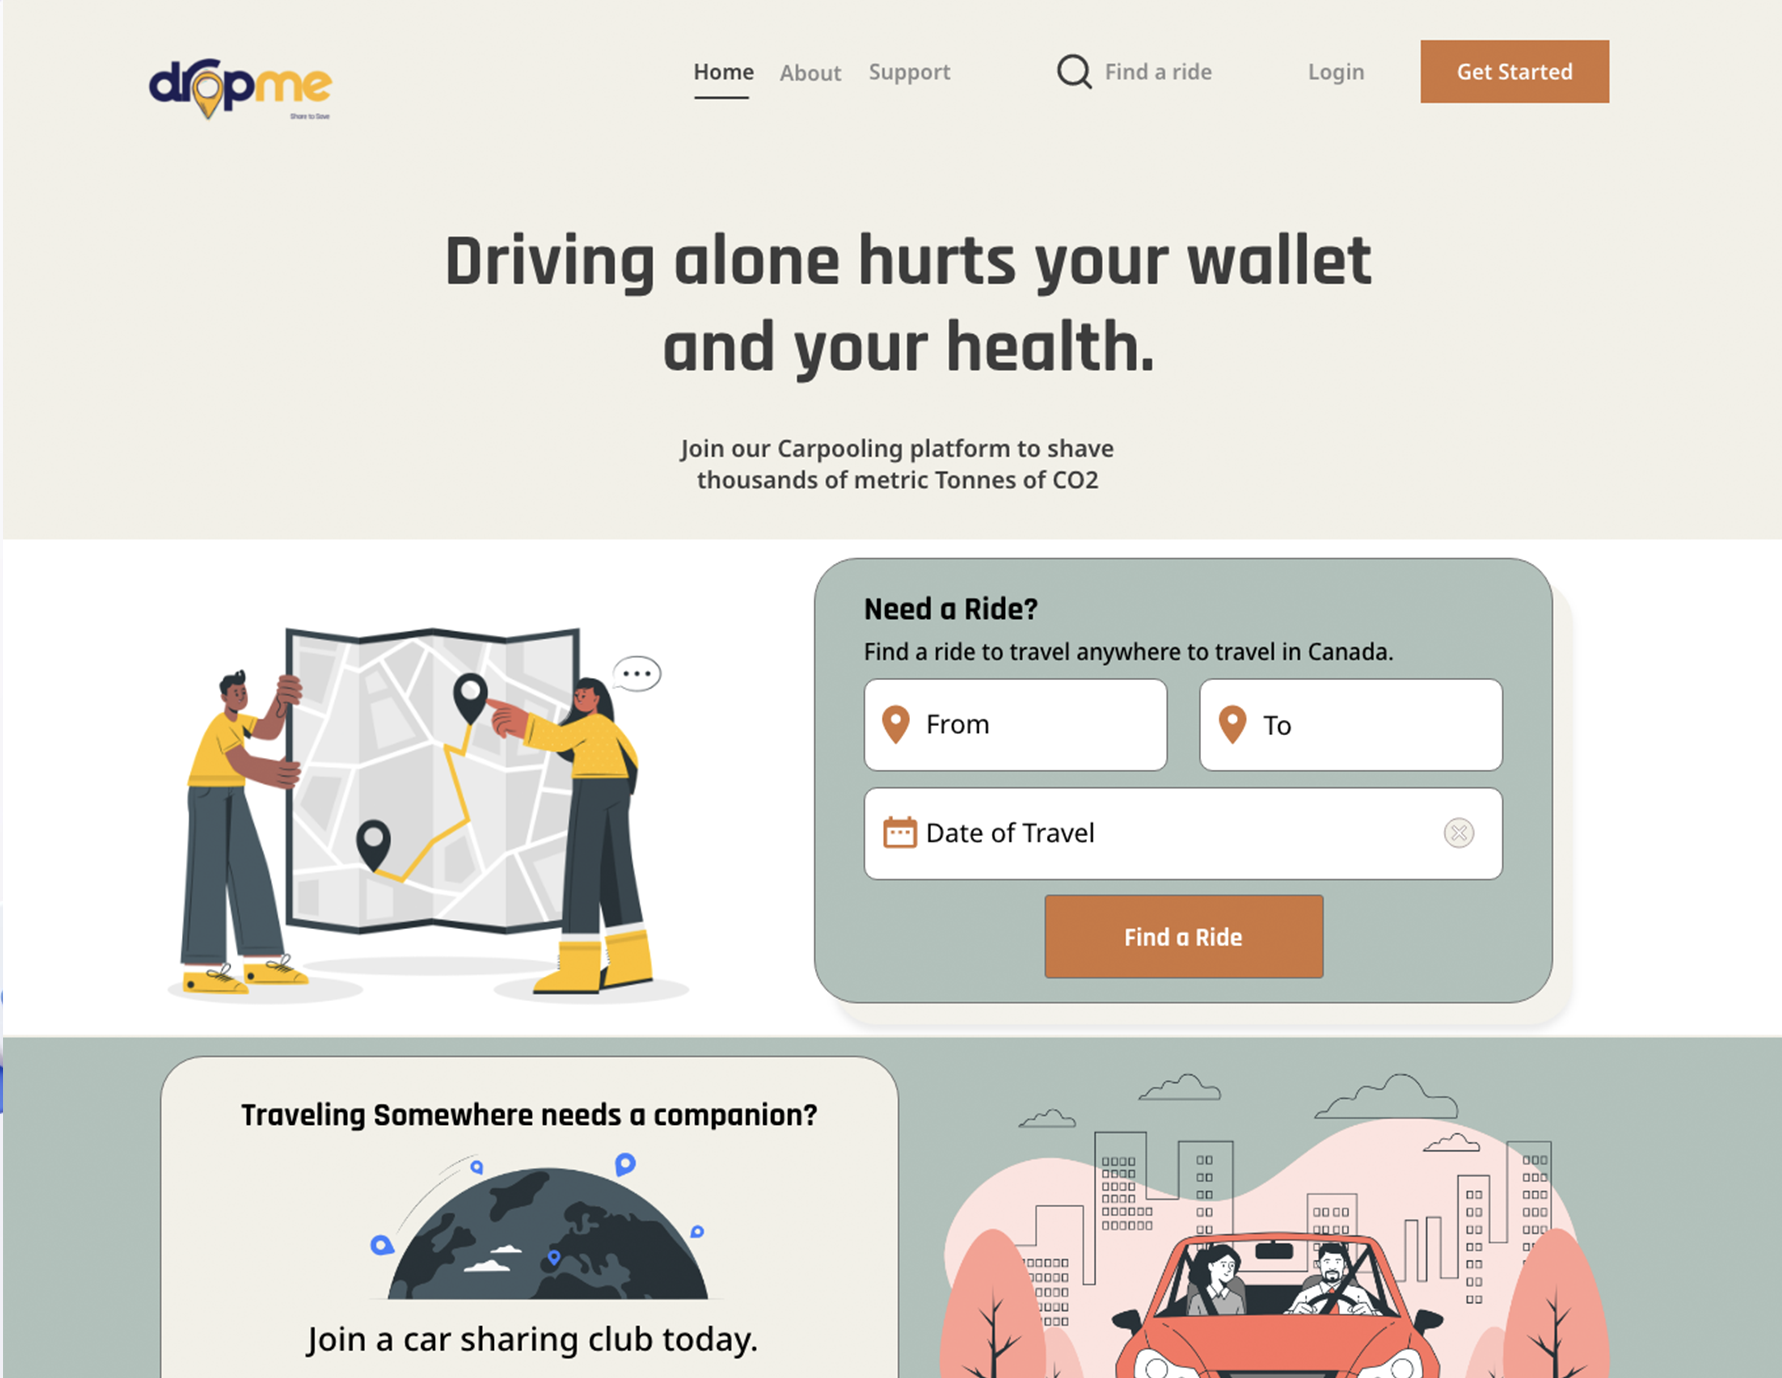 dropme
Share to Save
Home
About
Support
Find a ride
Login
Get Started
Driving alone hurts your wallet
and your health.
Join our Carpooling platform to shave
thousands of metric Tonnes of CO2
Need a Ride?
Find a ride to travel anywhere to travel in Canada.
From
To
Date of Travel
Find a Ride
Traveling Somewhere needs a companion?
Join a car sharing club today.